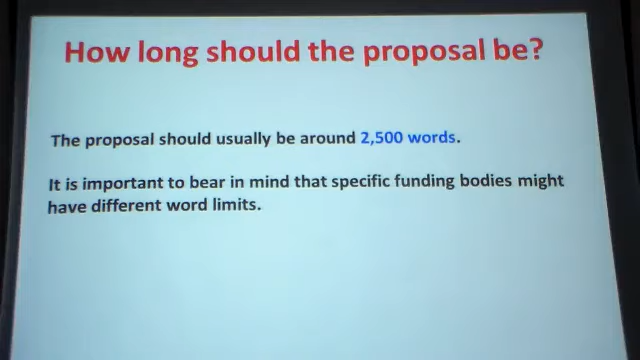 How long should the proposal be?
The proposal should usually be around 2,500 words.
It is important to bear in mind that specific funding bodies might
have different word limits.